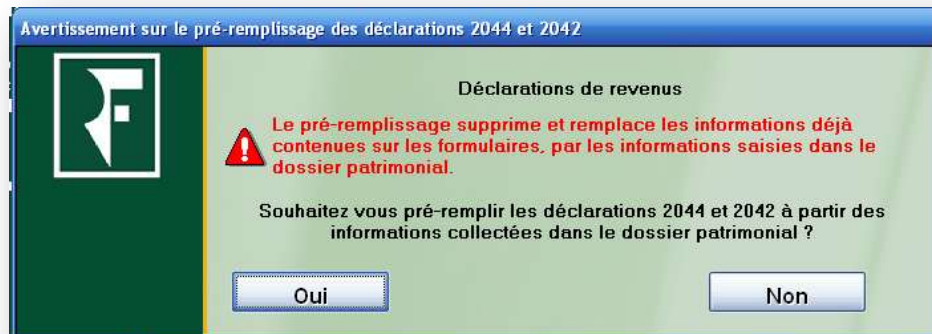 Avertissement sur le pré-remplissage des déclarations 2044 et 2042
Déclarations de revenus
Le pré-remplissage supprime et remplace les informations déjà
contenues sur les formulaires, par les informations saisies dans le
dossier patrimonial.
Souhaitez vous pré-remplir les déclarations 2044 et 2042 à partir des
informations collectées dans le dossier patrimonial ?
Oui
Non